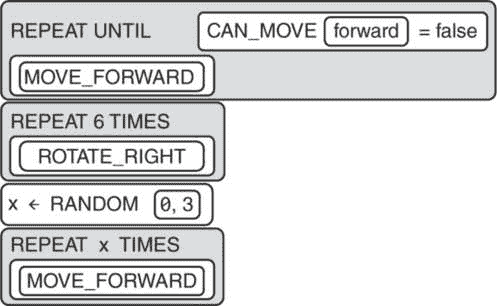 REPEAT UNTIL CAN_MOVE forward = false
MOVE_FORWARD
REPEAT 6 TIMES
ROTATE_RIGHT
x ← RANDOM 0, 3
REPEAT x TIMES
MOVE_FORWARD